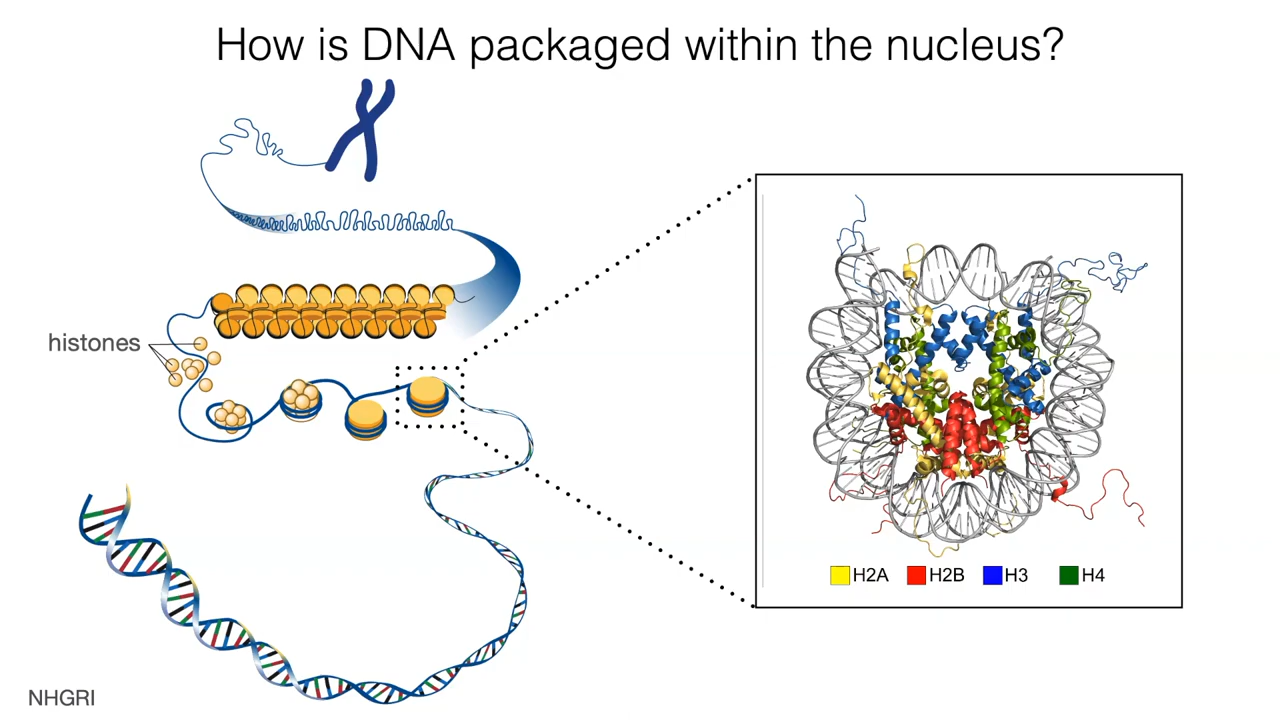 How is DNA packaged within the nucleus?
histones
H2A H2B H3 H4
NHGRI